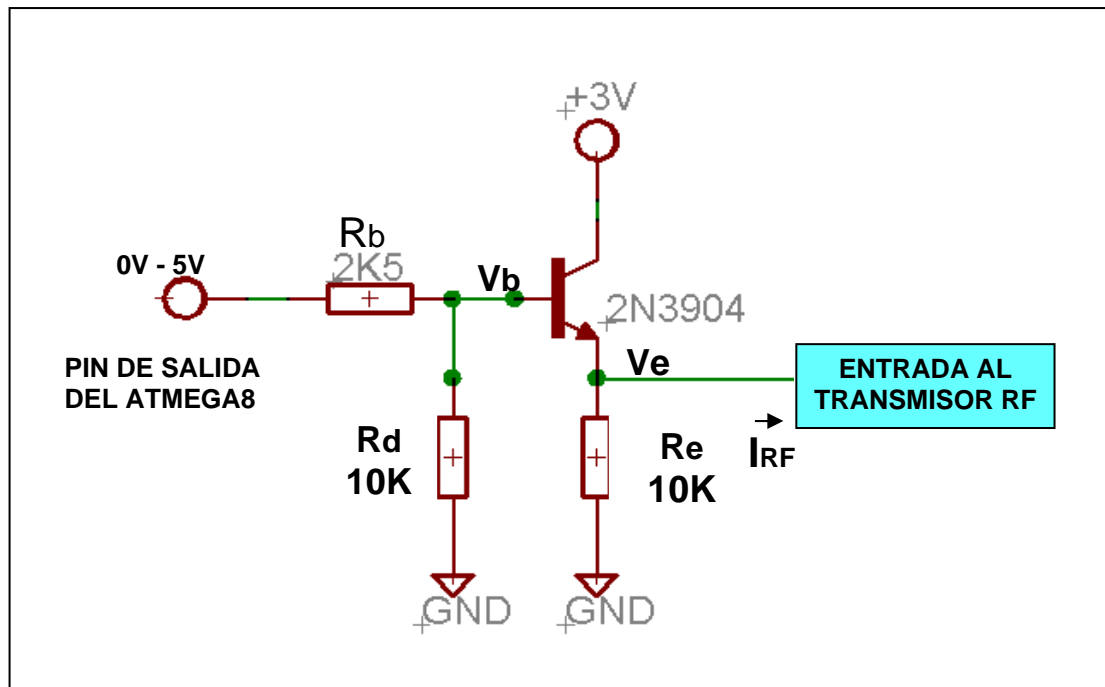 +3V
Rb
2K5
0V - 5V
Vb
2N3904
PIN DE SALIDA
DEL ATMEGA8
Ve
ENTRADA AL
TRANSMISOR RF
IRF
Rd
10K
Re
10K
GND
GND